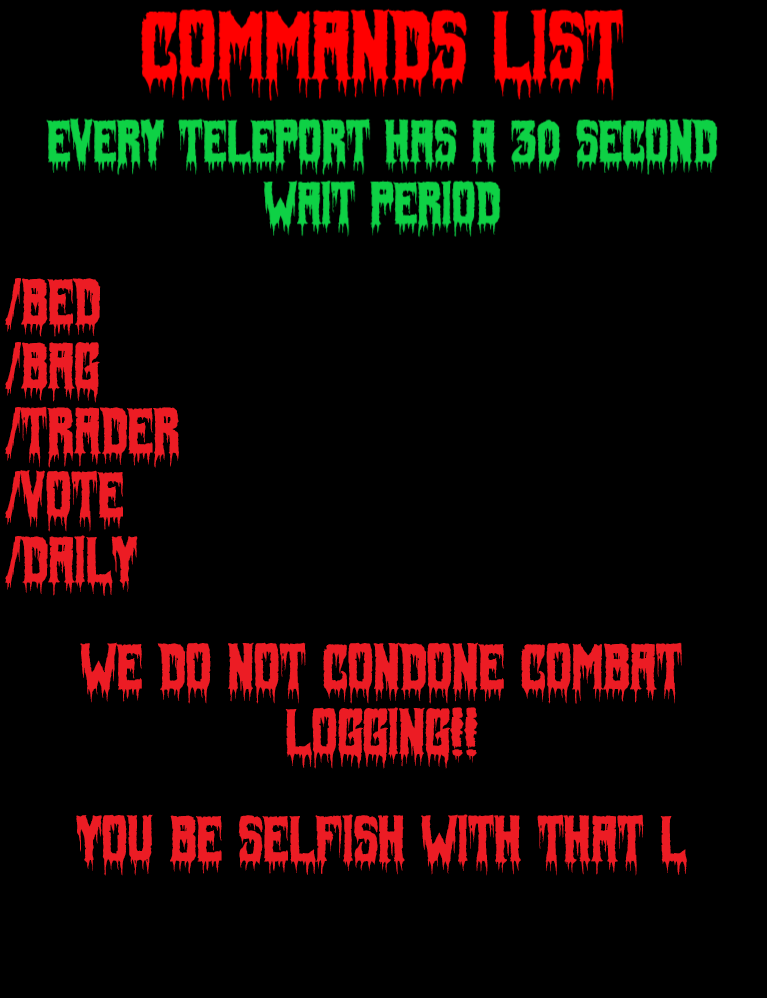 COMMANDS LIST
EVERY TELEPORT HAS A 30 SECOND
WAIT PERIOD
/BED
/BAG
/TRADER
/VOTE
/DAILY
WE DO NOT CONDONE COMBAT
LOGGING!!
YOU BE SELFISH WITH THAT L